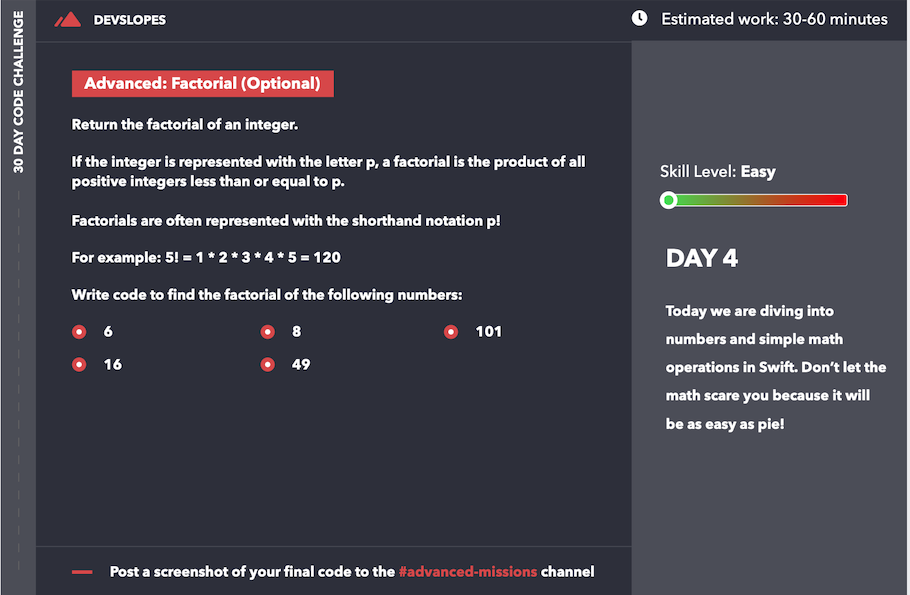 30 DAY CODE CHALLENGE
DEVSLOPES
Estimated work: 30-60 minutes
Advanced: Factorial (Optional)
Return the factorial of an integer.
If the integer is represented with the letter p, a factorial is the product of all
positive integers less than or equal to p.
Factorials are often represented with the shorthand notation p!
For example: 5! = 1 * 2 * 3 * 4 * 5 = 120
Write code to find the factorial of the following numbers:
6 8 101
16 49
Post a screenshot of your final code to the #advanced-missions channel
Skill Level: Easy
DAY 4
Today we are diving into
numbers and simple math
operations in Swift. Don’t let the
math scare you because it will
be as easy as pie!